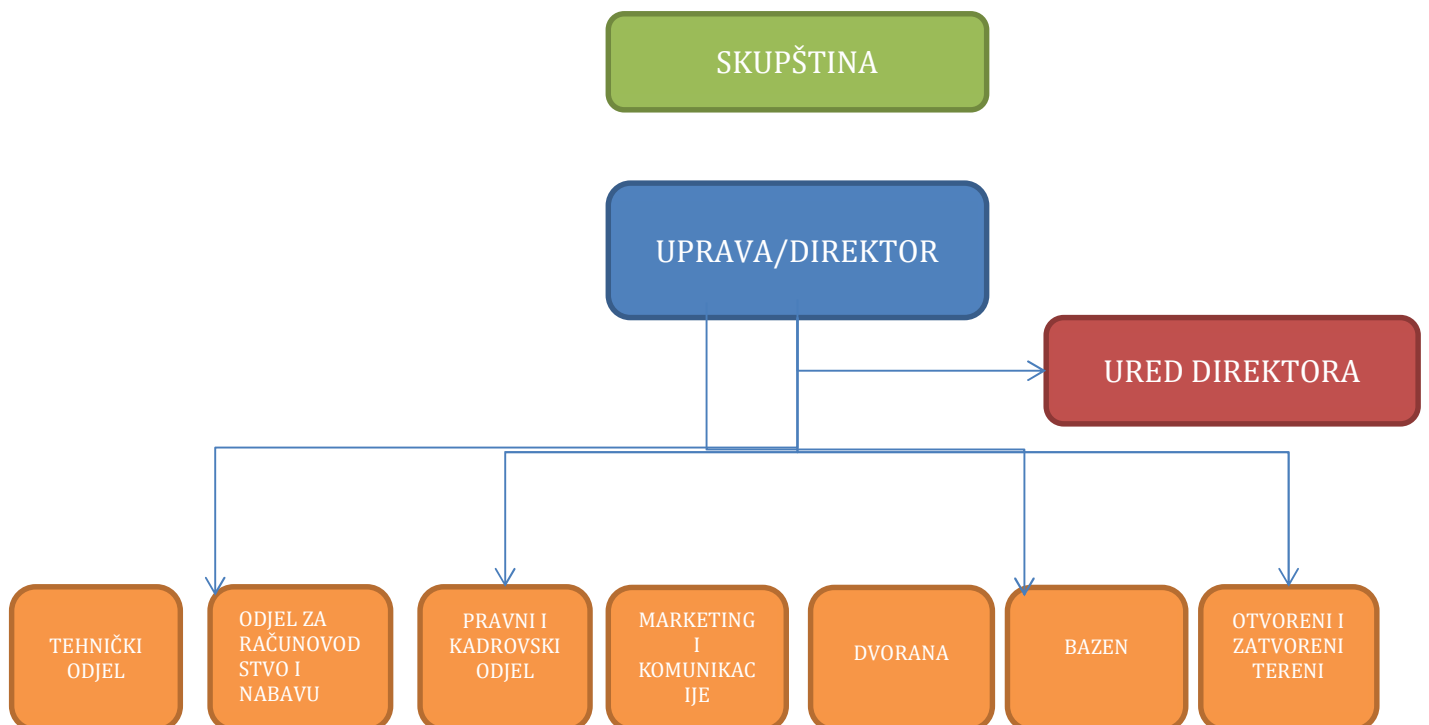 SKUPŠTINA
UPRAVA/DIREKTOR
URED DIREKTORA
TEHNIČKI
ODJEL
ODJEL ZA
RAČUNOVOD
STVO I
NABAVU
PRAVNI I
KADROVSKI
ODJEL
MARKETING
I
KOMUNIKAC
IJE
DVORANA
BAZEN
OTVORENI I
ZATVORENI
TERENI